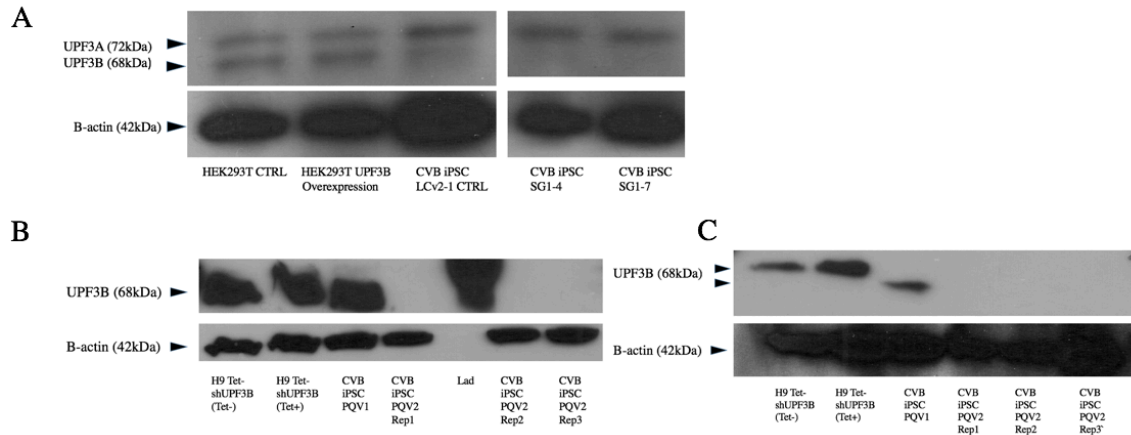 A
UPF3A (72kDa)
UPF3B (68kDa)
B-actin (42kDa)
HEK293T CTRL
HEK293T UPF3B
Overexpression
CVB iPSC
LCv2-1 CTRL
CVB iPSC
SG1-4
CVB iPSC
SG1-7
B
UPF3B (68kDa)
B-actin (42kDa)
H9 Tet-
shUPF3B
(Tet-)
H9 Tet-
shUPF3B
(Tet+)
CVB
iPSC
PQV1
CVB
iPSC
PQV2
Rep1
Lad
CVB
iPSC
PQV2
Rep2
CVB
iPSC
PQV2
Rep3
C
UPF3B (68kDa)
B-actin (42kDa)
H9 Tet-
shUPF3B
(Tet-)
H9 Tet-
shUPF3B
(Tet+)
CVB
iPSC
PQV1
CVB
iPSC
PQV2
Rep1
CVB
iPSC
PQV2
Rep2
CVB
iPSC
PQV2
Rep3`